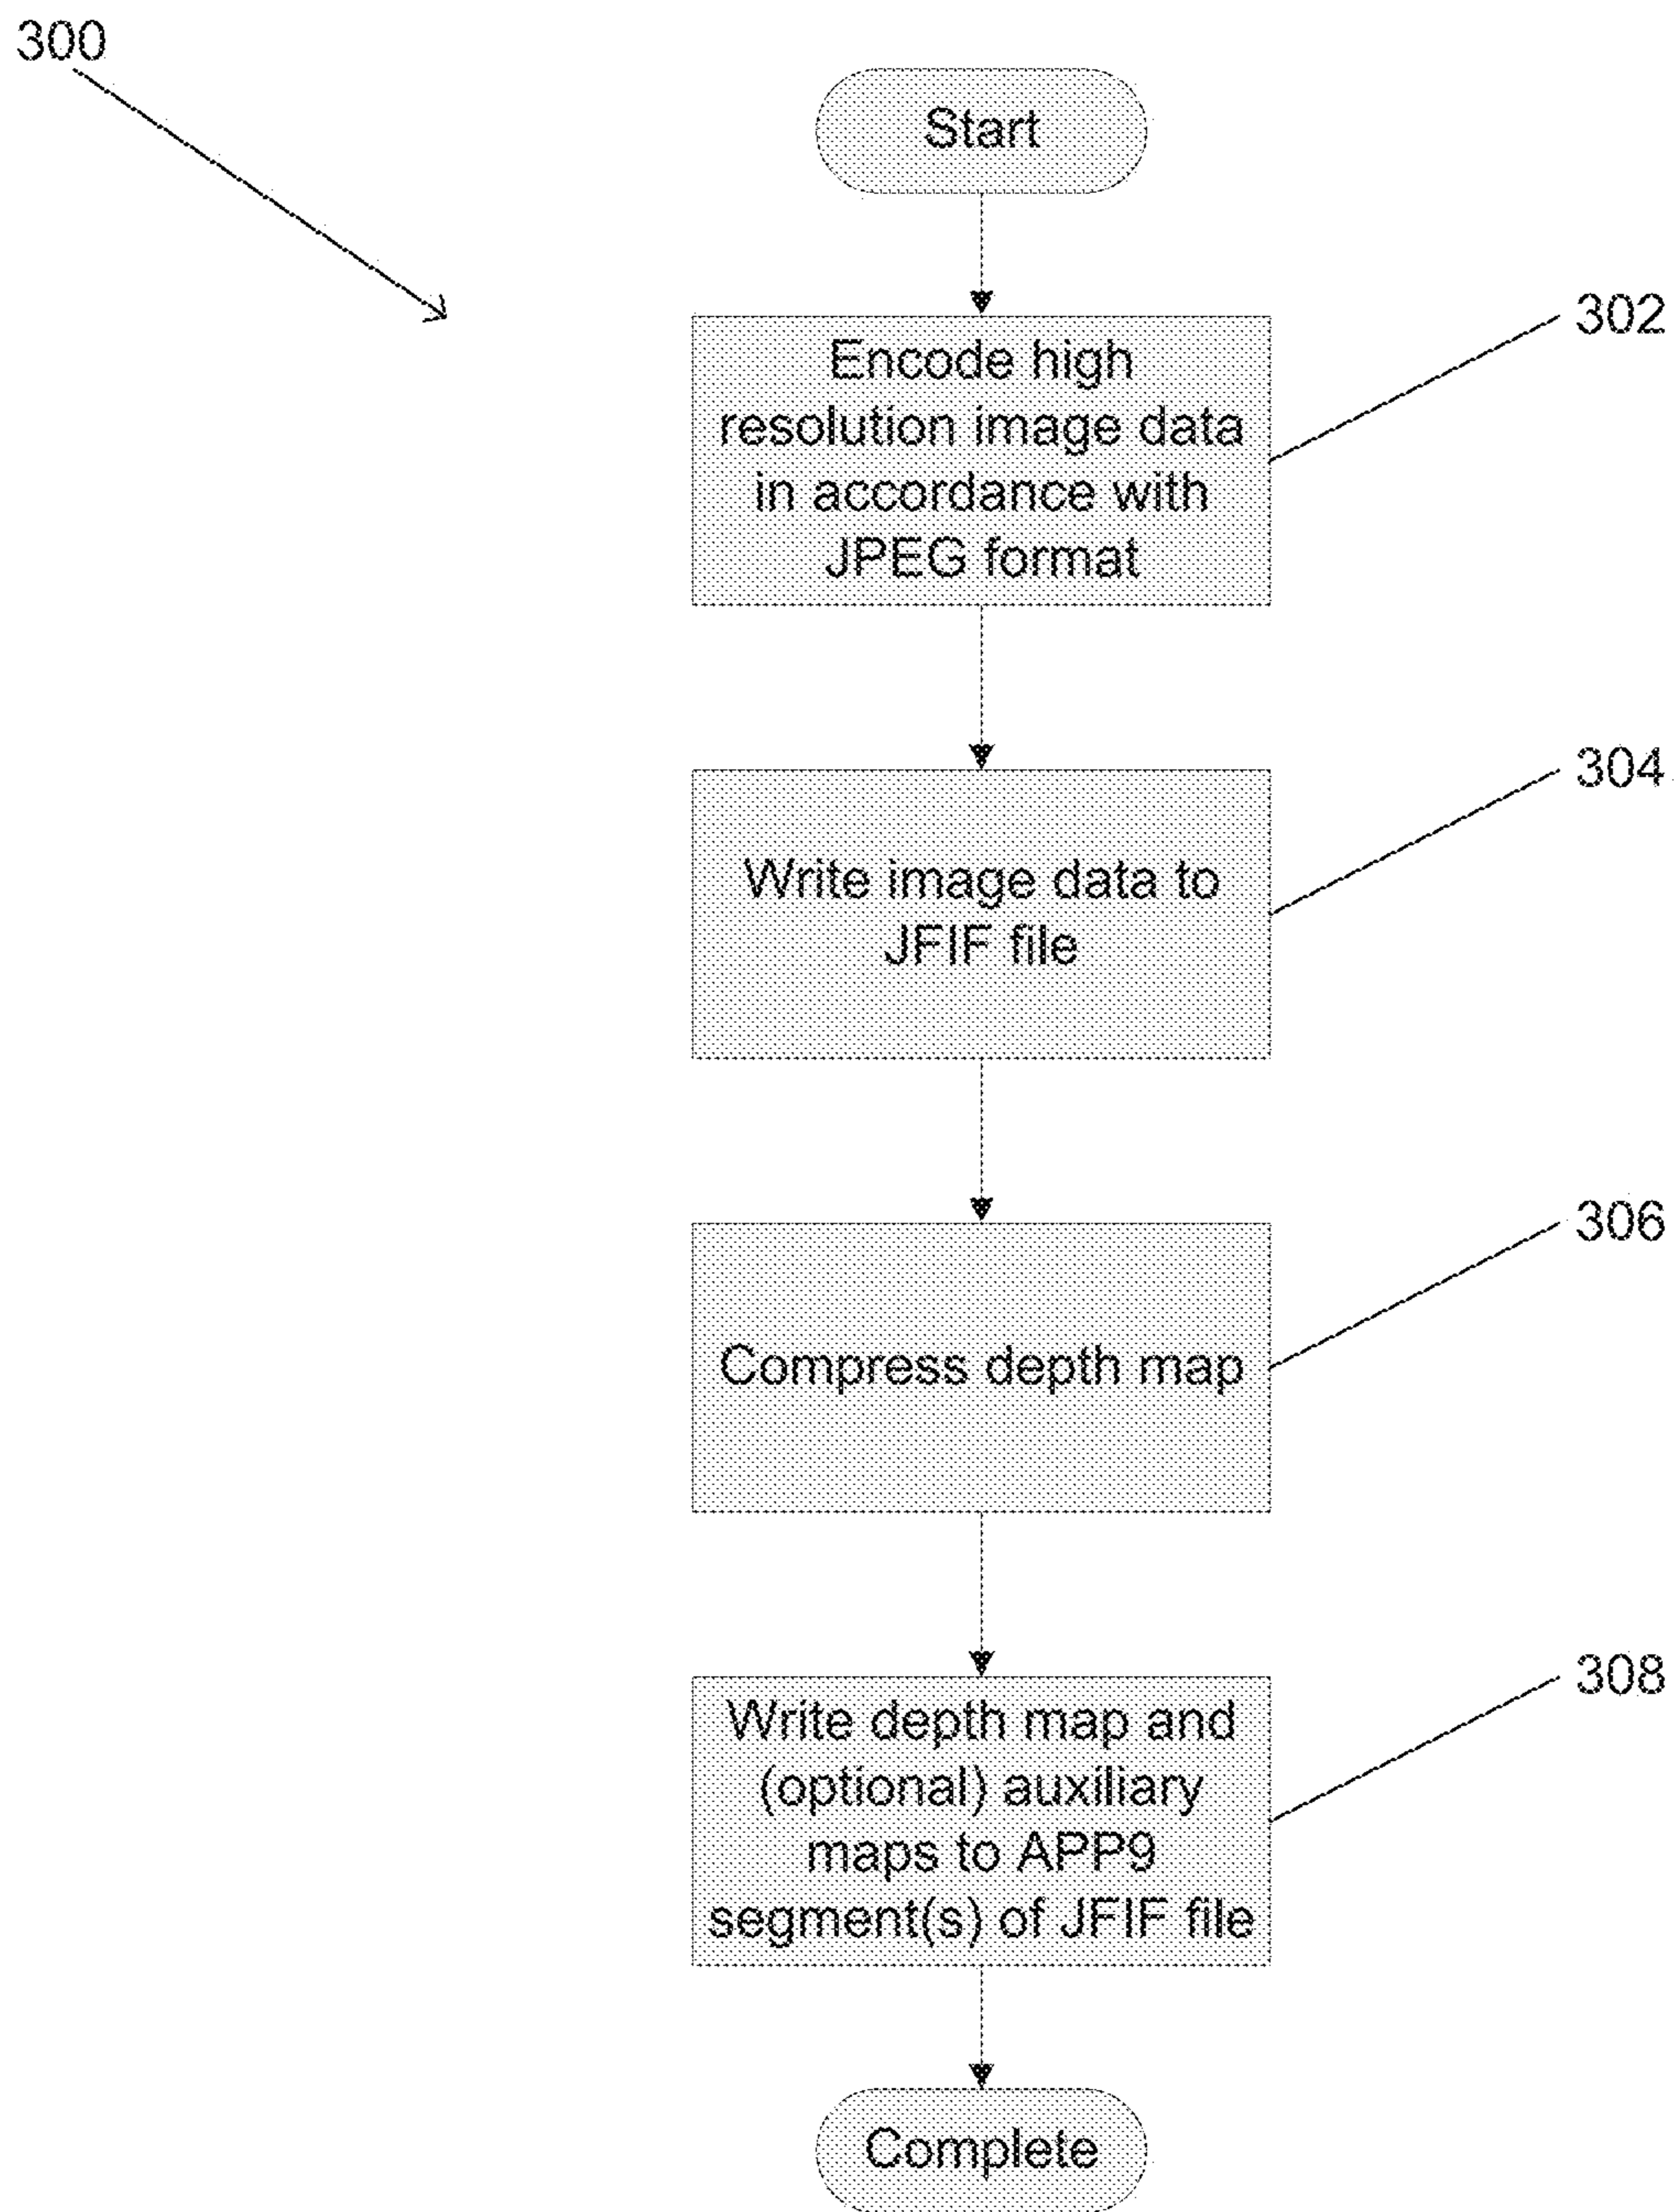 300
Start
Encode high
resolution image data
in accordance with
JPEG format
302
Write image data to
JFIF file
304
Compress depth map
306
Write depth map and
(optional) auxiliary
maps to APP9
segment(s) of JFIF file
308
Complete